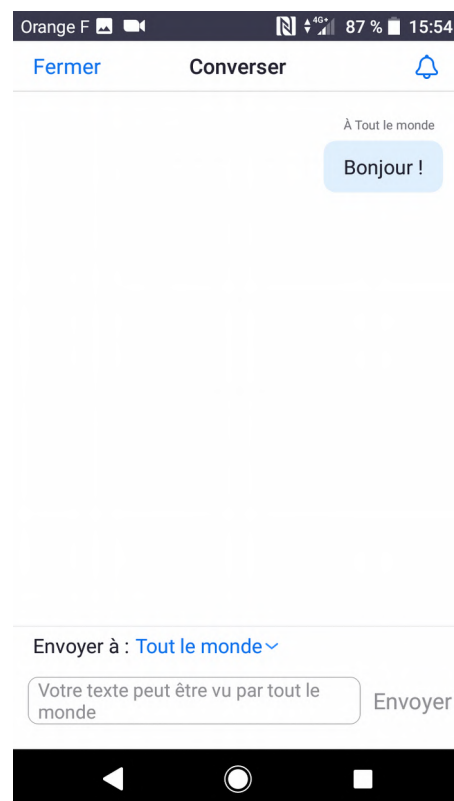 Orange F 4G+ 87 % 15:54
Fermer Converser
À Tout le monde
Bonjour !
Envoyer à : Tout le monde
Votre texte peut être vu par tout le
monde
Envoyer